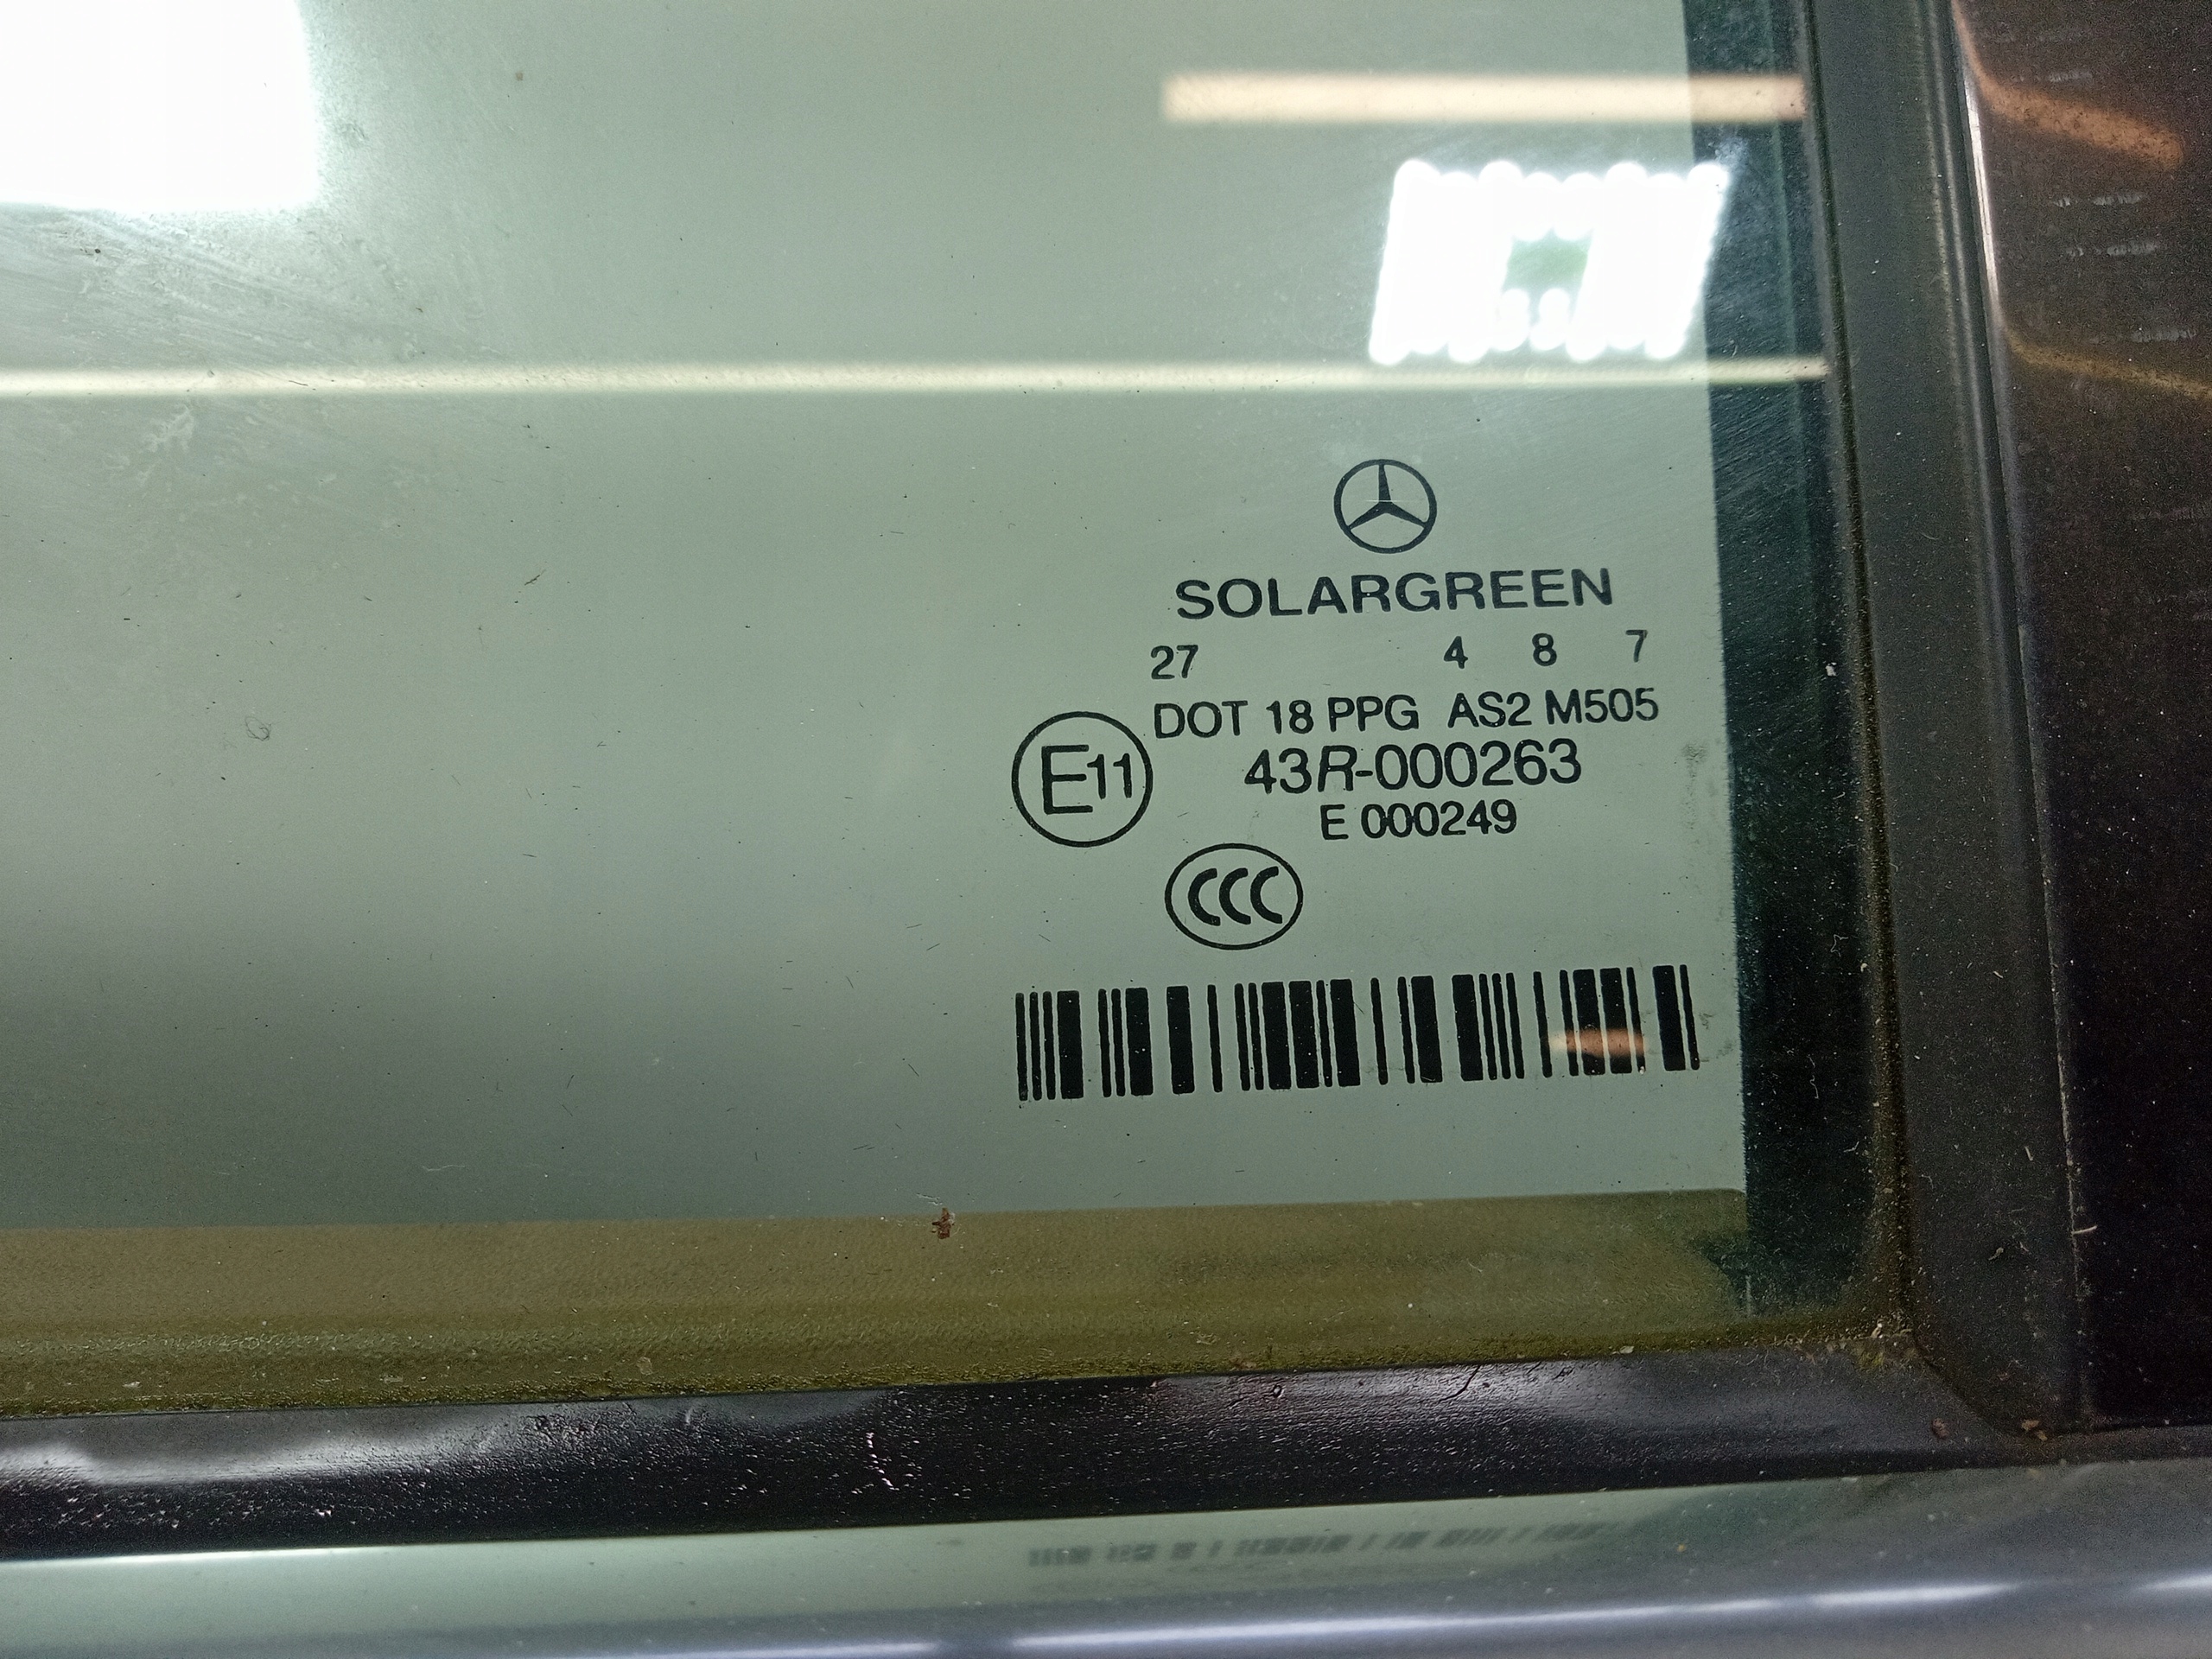 SOLARGREEN
27 4 8 7
DOT 18 PPG AS2 M505
E11 43R-000263
E 000249
CCC